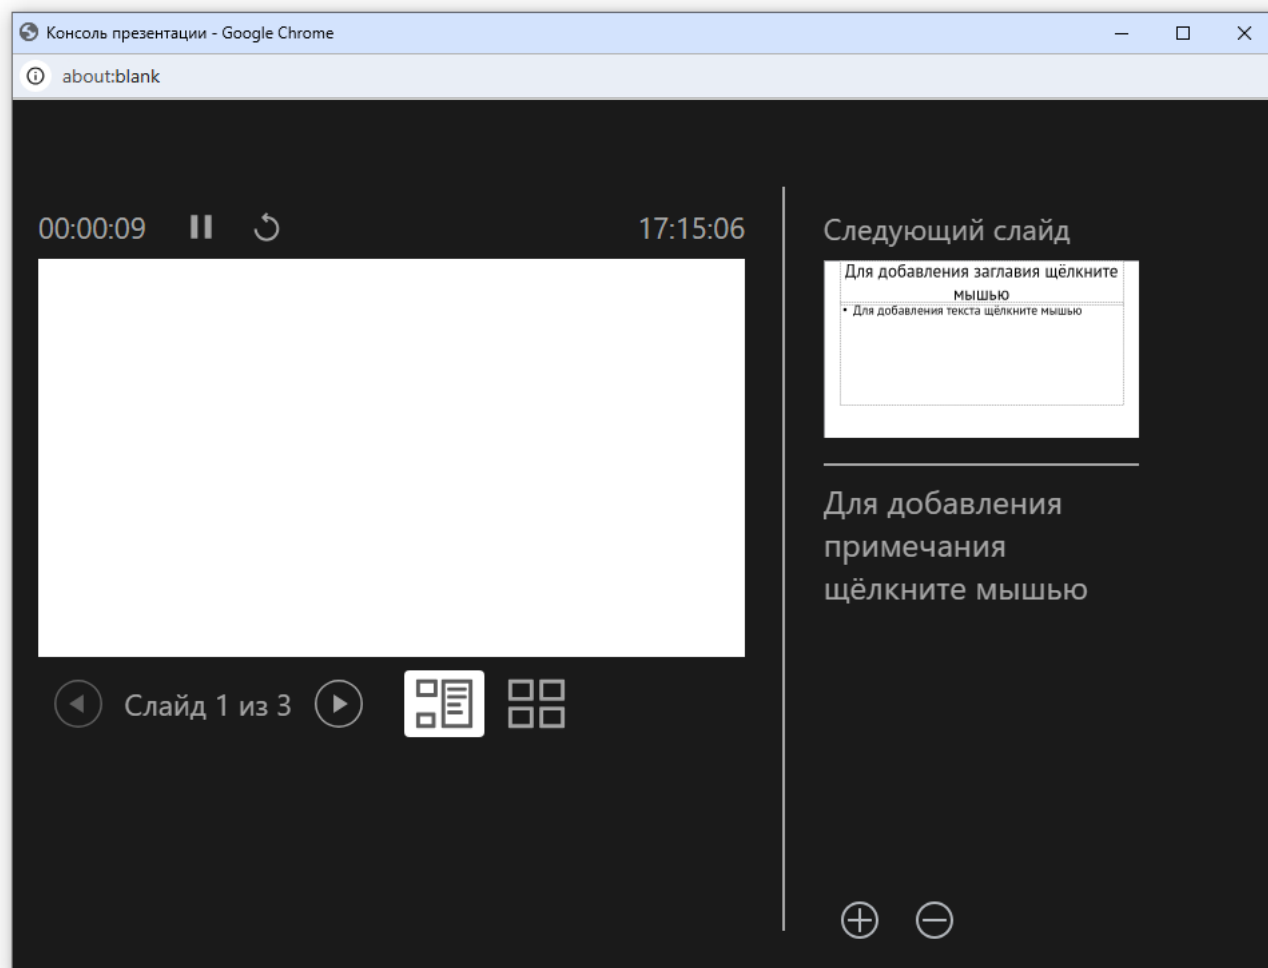 Консоль презентации - Google Chrome
about:blank
00:00:09
17:15:06
Слайд 1 из 3
Следующий слайд
Для добавления заглавия щёлкните
мышью
• Для добавления текста щёлкните мышью
Для добавления
примечания
щёлкните мышью